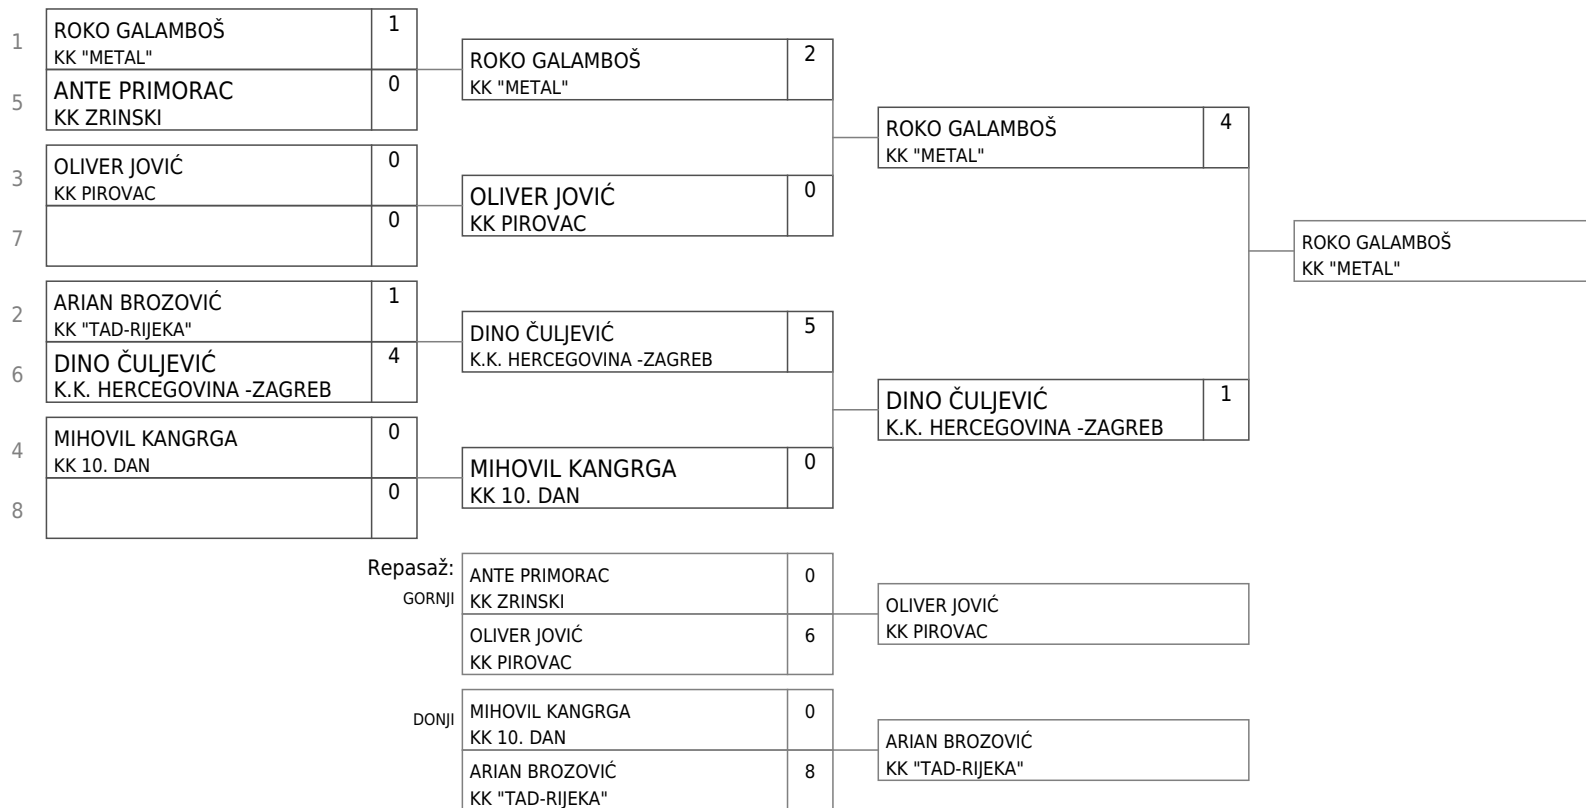 1
ROKO GALAMBOŠ
KK "METAL"
1
5
ANTE PRIMORAC
KK ZRINSKI
0
3
OLIVER JOVIĆ
KK PIROVAC
0
7
0
2
ARIAN BROZOVIĆ
KK "TAD-RIJEKA"
1
6
DINO ČULJEVIĆ
K.K. HERCEGOVINA -ZAGREB
4
4
MIHOVIL KANGRGA
KK 10. DAN
0
8
0
ROKO GALAMBOŠ
KK "METAL"
2
OLIVER JOVIĆ
KK PIROVAC
0
DINO ČULJEVIĆ
K.K. HERCEGOVINA -ZAGREB
5
MIHOVIL KANGRGA
KK 10. DAN
0
ROKO GALAMBOŠ
KK "METAL"
4
DINO ČULJEVIĆ
K.K. HERCEGOVINA -ZAGREB
1
ROKO GALAMBOŠ
KK "METAL"
Repasaž:
GORNJI
ANTE PRIMORAC
KK ZRINSKI
0
OLIVER JOVIĆ
KK PIROVAC
6
OLIVER JOVIĆ
KK PIROVAC
DONJI
MIHOVIL KANGRGA
KK 10. DAN
0
ARIAN BROZOVIĆ
KK "TAD-RIJEKA"
8
ARIAN BROZOVIĆ
KK "TAD-RIJEKA"